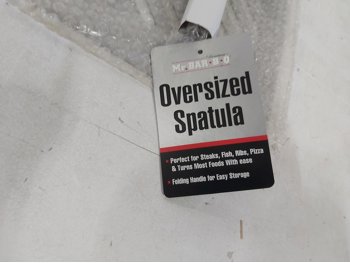 Mr. BAR•B•Q
Oversized
Spatula
• Perfect for Steaks, Fish, Ribs, Pizza
& Turns Most Foods With ease
• Folding Handle for Easy Storage